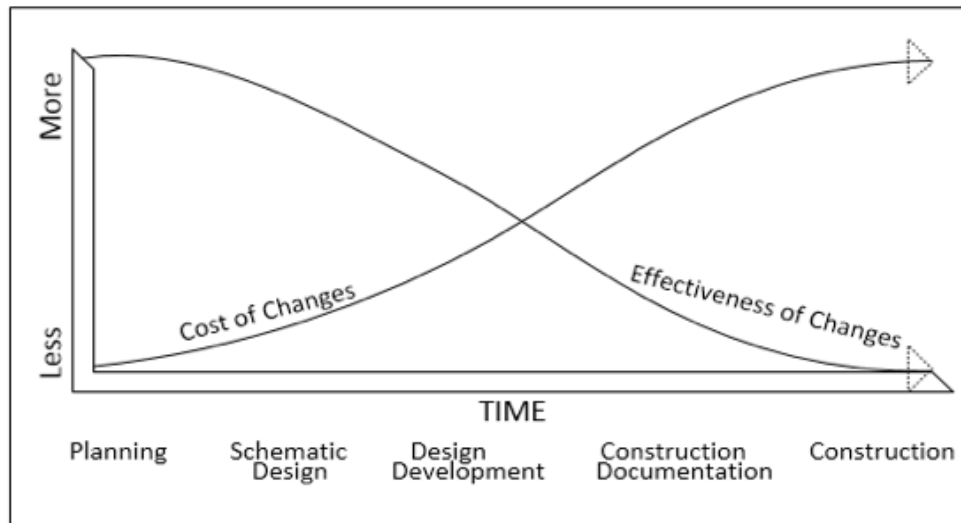 More
Less
Cost of Changes
Effectiveness of Changes
TIME
Planning
Schematic
Design
Design
Development
Construction
Documentation
Construction